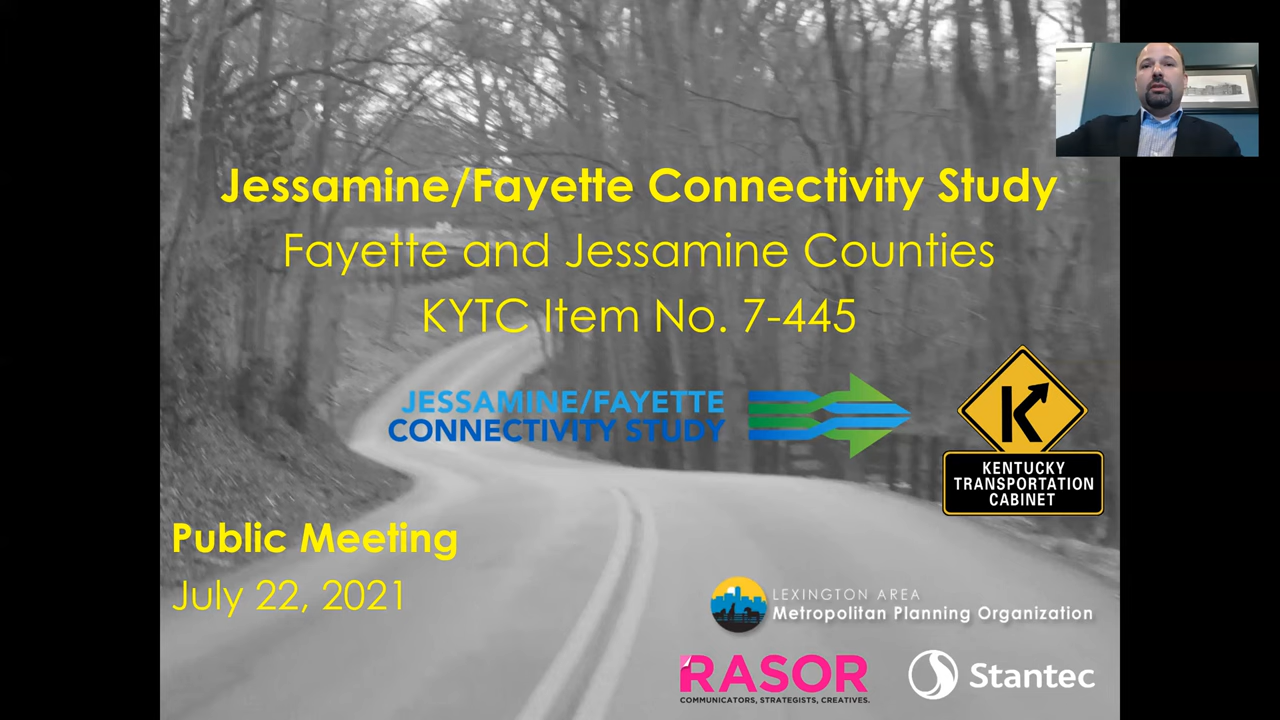 Jessamine/Fayette Connectivity Study
Fayette and Jessamine Counties
KYTC Item No. 7-445
JESSAMINE/FAYETTE
CONNECTIVITY STUDY
K
KENTUCKY
TRANSPORTATION
CABINET
Public Meeting
July 22, 2021
LEXINGTON AREA
Metropolitan Planning Organization
RASOR
COMMUNICATORS, STRATEGISTS, CREATIVES.
Stantec